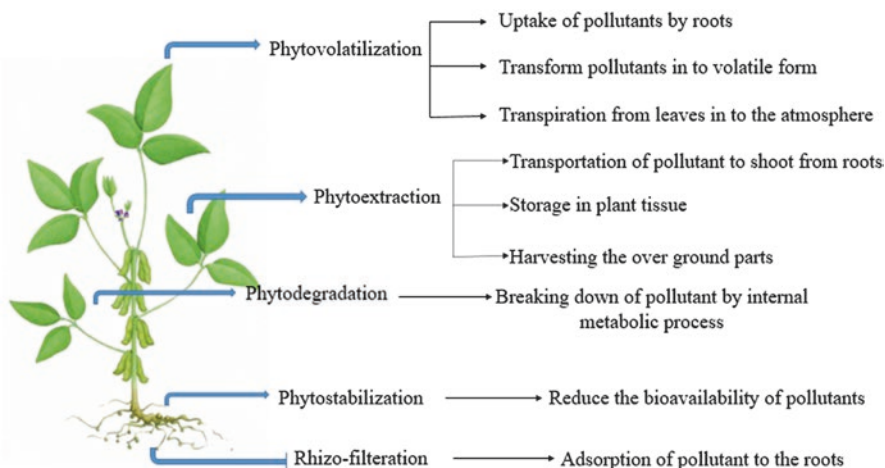 Phytovolatilization
Uptake of pollutants by roots
Transform pollutants in to volatile form
Transpiration from leaves in to the atmosphere
Phytoextraction
Transportation of pollutant to shoot from roots
Storage in plant tissue
Harvesting the over ground parts
Phytodegradation
Breaking down of pollutant by internal
metabolic process
Phytostabilization
Reduce the bioavailability of pollutants
Rhizo-filteration
Adsorption of pollutant to the roots